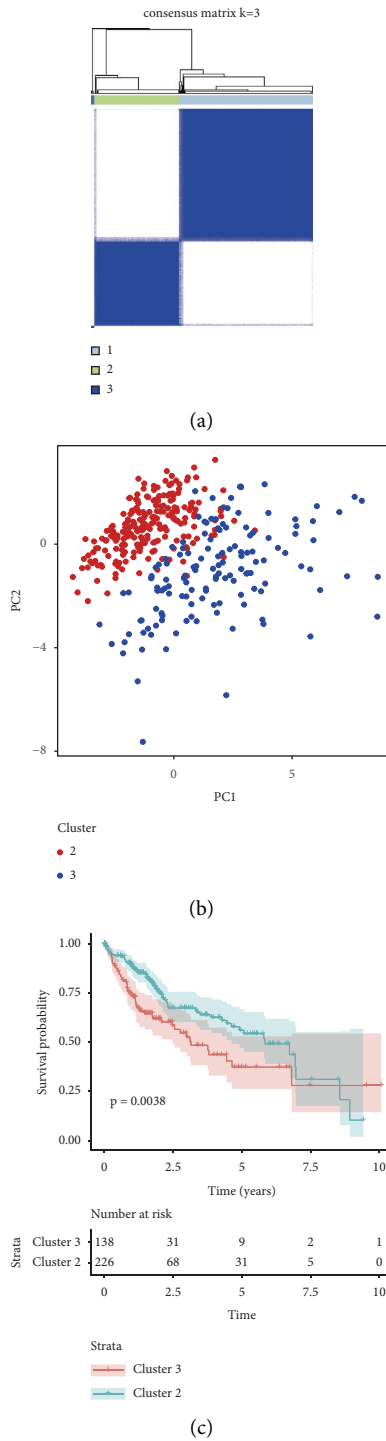 consensus matrix k=3
1
2
3
(a)
0
−4
−8
PC2
0 5
PC1
Cluster
2
3
(b)
1.00
0.75
0.50
0.25
0.00
Survival probability
p = 0.0038
0 2.5 5 7.5 10
Time (years)
Number at risk
Strata
Cluster 3 138 31 9 2 1
Cluster 2 226 68 31 5 0
0 2.5 5 7.5 10
Time
Strata
Cluster 3
Cluster 2
(c)